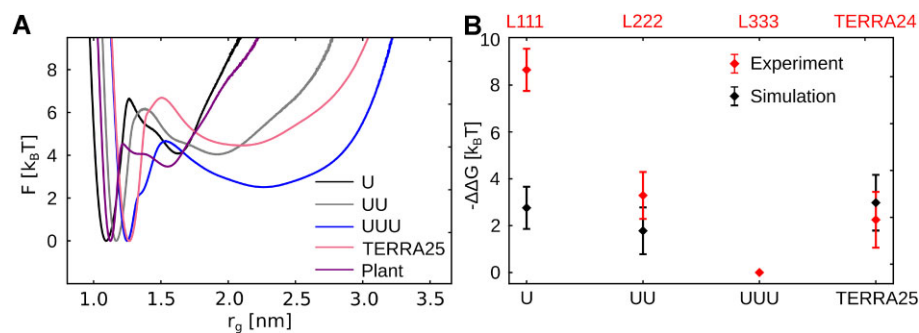 A
F [kBT]
8
6
4
2
0
1.0 1.5 2.0 2.5 3.0 3.5
rg [nm]
U
UU
UUU
TERRA25
Plant
B
L111 L222 L333 TERRA24
-ΔΔG [kBT]
10
8
6
4
2
0
Experiment
Simulation
U UU UUU TERRA25